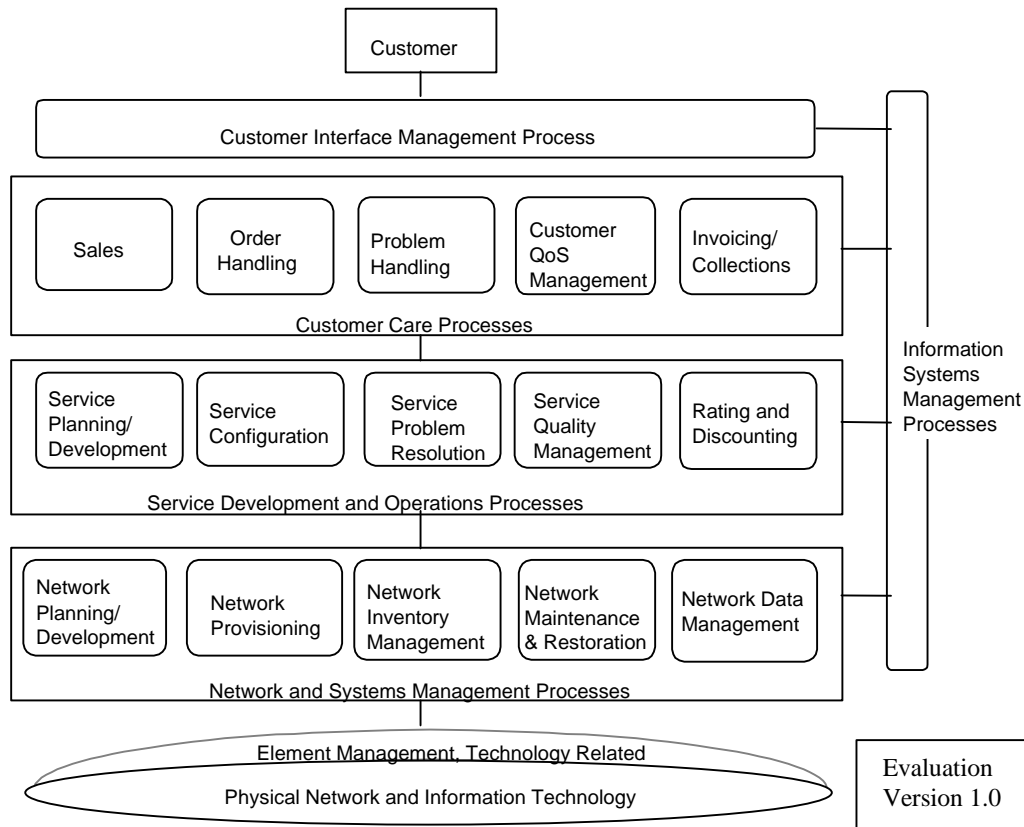 Customer
Customer Interface Management Process
Sales
Order
Handling
Problem
Handling
Customer
QoS
Management
Invoicing/
Collections
Customer Care Processes
Service
Planning/
Development
Service
Configuration
Service
Problem
Resolution
Service
Quality
Management
Rating and
Discounting
Service Development and Operations Processes
Network
Planning/
Development
Network
Provisioning
Network
Inventory
Management
Network
Maintenance
& Restoration
Network Data
Management
Network and Systems Management Processes
Information
Systems
Management
Processes
Element Management, Technology Related
Physical Network and Information Technology
Evaluation
Version 1.0